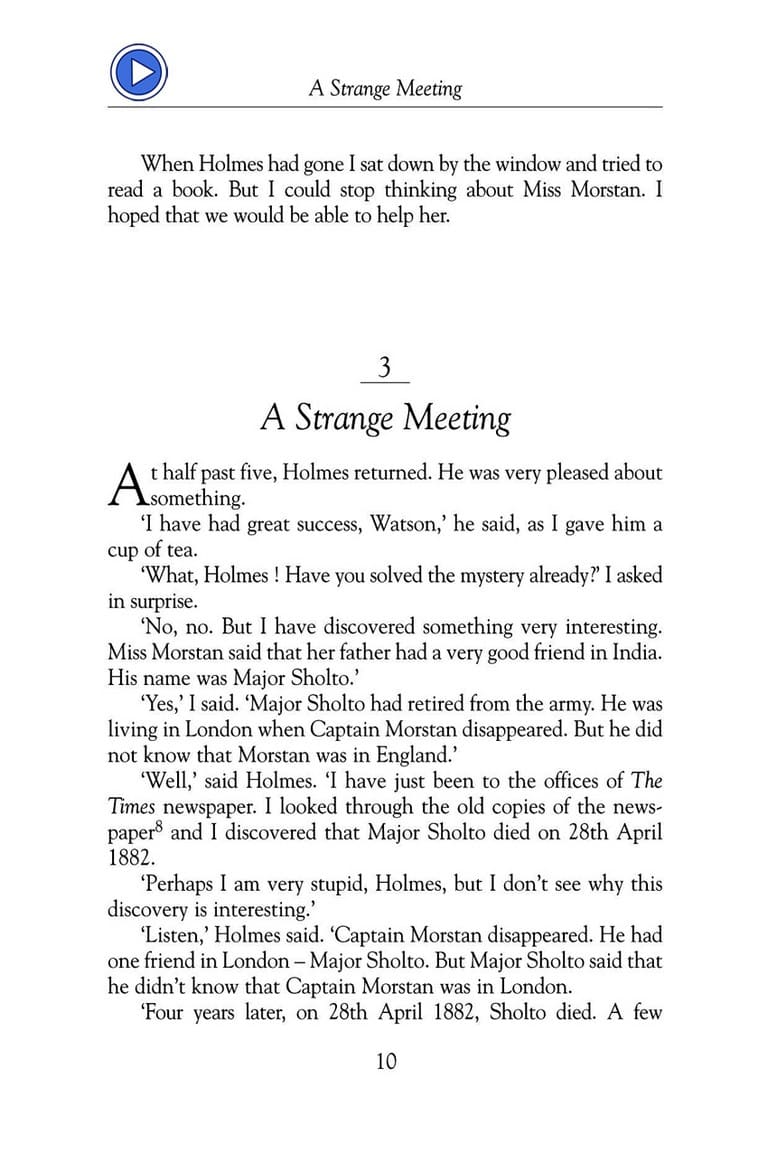 A Strange Meeting
When Holmes had gone I sat down by the window and tried to
read a book. But I could stop thinking about Miss Morstan. I
hoped that we would be able to help her.
3
A Strange Meeting
At half past five, Holmes returned. He was very pleased about
something.
‘I have had great success, Watson,’ he said, as I gave him a
cup of tea.
‘What, Holmes ! Have you solved the mystery already?’ I asked
in surprise.
‘No, no. But I have discovered something very interesting.
Miss Morstan said that her father had a very good friend in India.
His name was Major Sholto.’
‘Yes,’ I said. ‘Major Sholto had retired from the army. He was
living in London when Captain Morstan disappeared. But he did
not know that Morstan was in England.’
‘Well,’ said Holmes. ‘I have just been to the offices of The
Times newspaper. I looked through the old copies of the news-
paper8 and I discovered that Major Sholto died on 28th April
1882.
‘Perhaps I am very stupid, Holmes, but I don’t see why this
discovery is interesting.’
‘Listen,’ Holmes said. ‘Captain Morstan disappeared. He had
one friend in London – Major Sholto. But Major Sholto said that
he didn’t know that Captain Morstan was in London.
‘Four years later, on 28th April 1882, Sholto died. A few
10